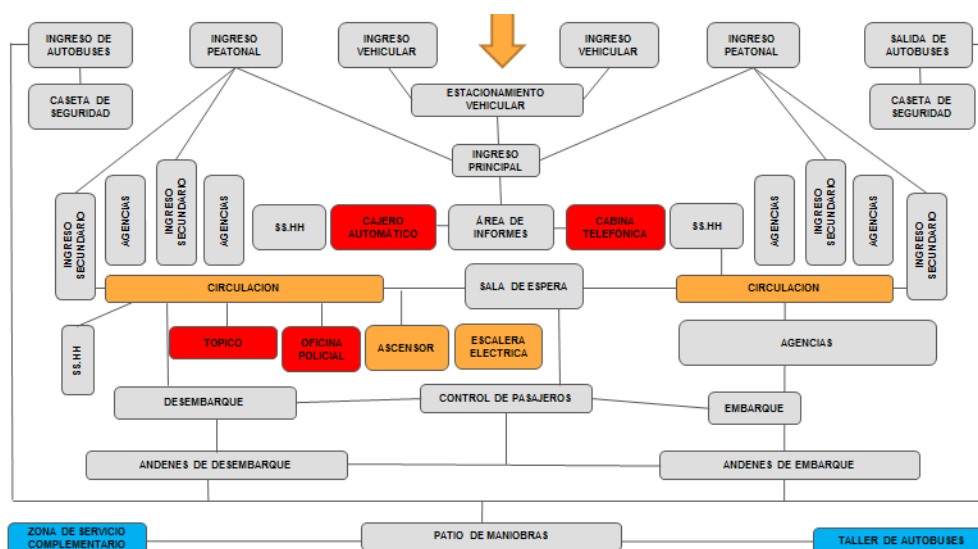 INGRESO DE
AUTOBUSES
INGRESO
PEATONAL
INGRESO
VEHICULAR
INGRESO
VEHICULAR
INGRESO
PEATONAL
SALIDA DE
AUTOBUSES
CASETA DE
SEGURIDAD
ESTACIONAMIENTO
VEHICULAR
CASETA DE
SEGURIDAD
INGRESO
PRINCIPAL
INGRESO
SECUNDARIO
AGENCIAS
INGRESO
SECUNDARIO
AGENCIAS
SS.HH
CAJERO
AUTOMÁTICO
ÁREA DE
INFORMES
CABINA
TELEFÓNICA
SS.HH
AGENCIAS
INGRESO
SECUNDARIO
AGENCIAS
INGRESO
SECUNDARIO
CIRCULACION
SALA DE ESPERA
CIRCULACION
SS.HH
TOPICO
OFICINA
POLICIAL
ASCENSOR
ESCALERA
ELECTRICA
AGENCIAS
DESEMBARQUE
CONTROL DE PASAJEROS
EMBARQUE
ANDENES DE DESEMBARQUE
ANDENES DE EMBARQUE
ZONA DE SERVICIO
COMPLEMENTARIO
PATIO DE MANIOBRAS
TALLER DE AUTOBUSES